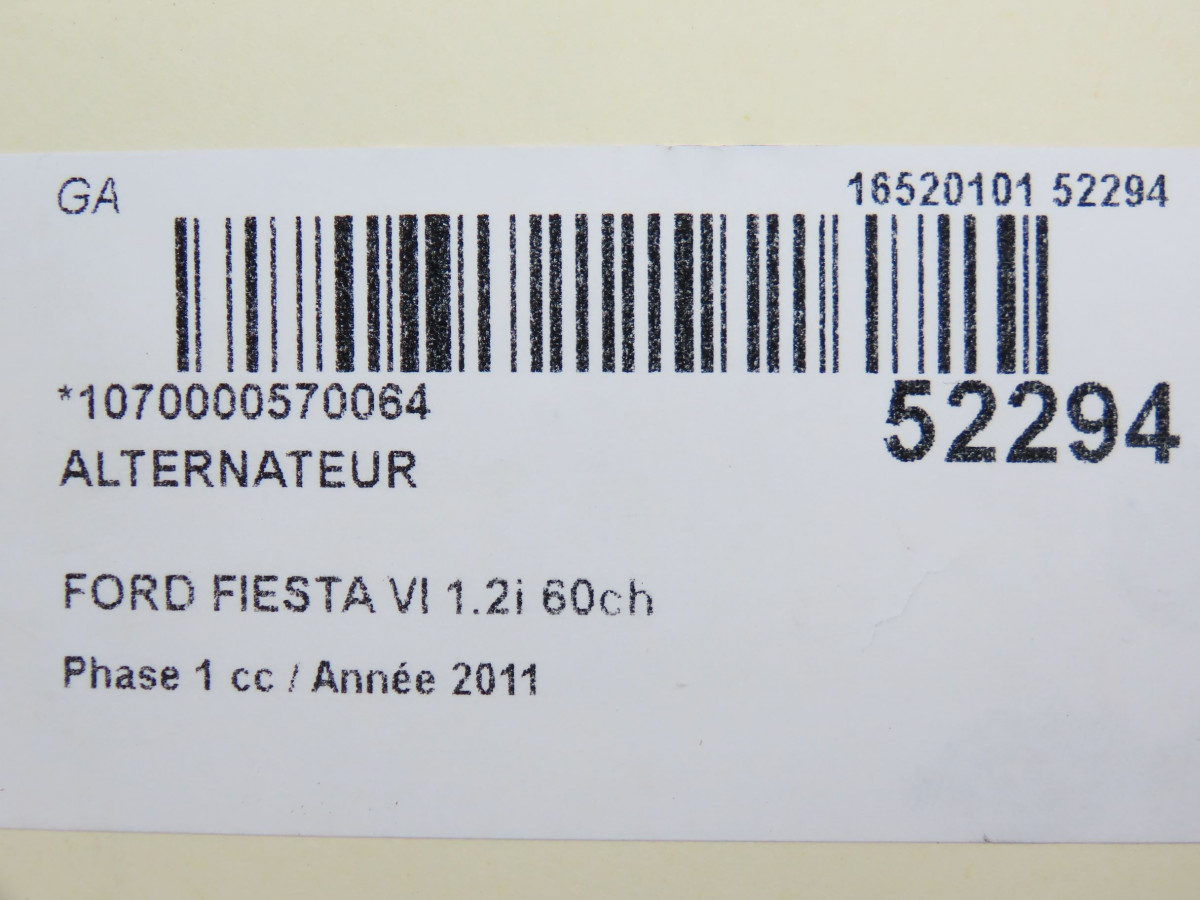 GA 16520101 52294
*1070000570064
52294
ALTERNATEUR
FORD FIESTA VI 1.2i 60ch
Phase 1 cc / Année 2011